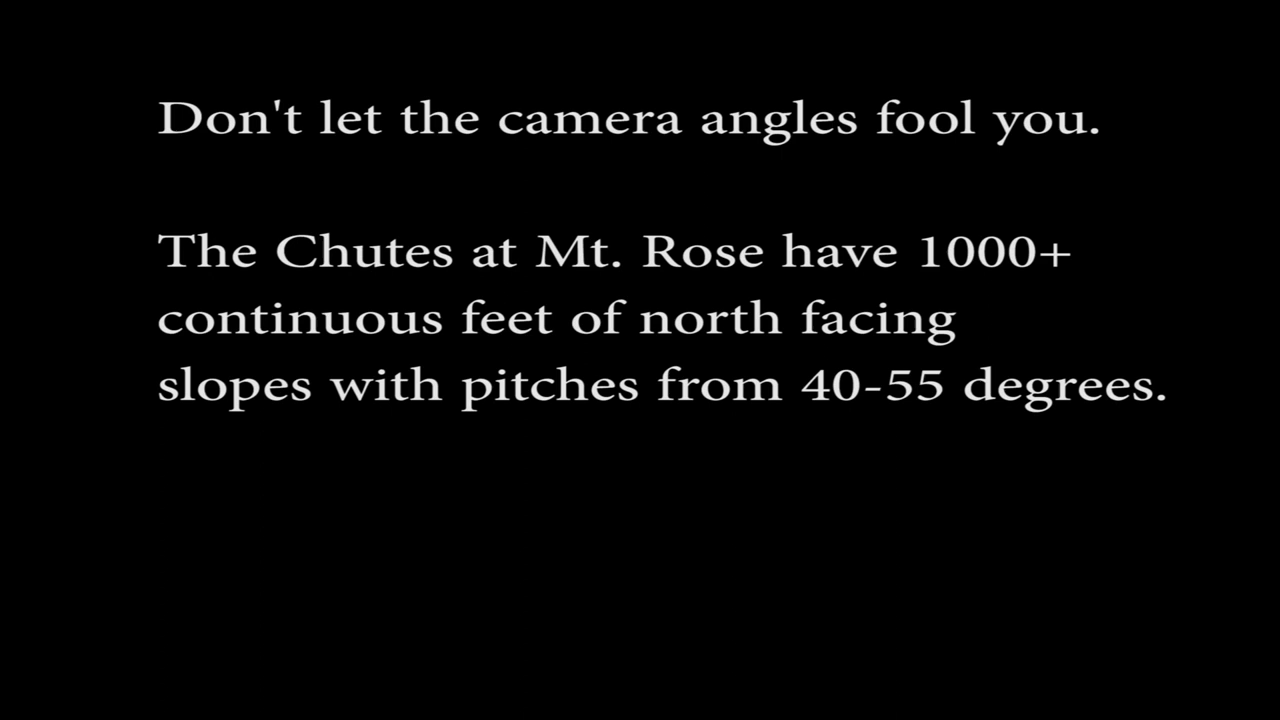 Don't let the camera angles fool you.
The Chutes at Mt. Rose have 1000+
continuous feet of north facing
slopes with pitches from 40-55 degrees.